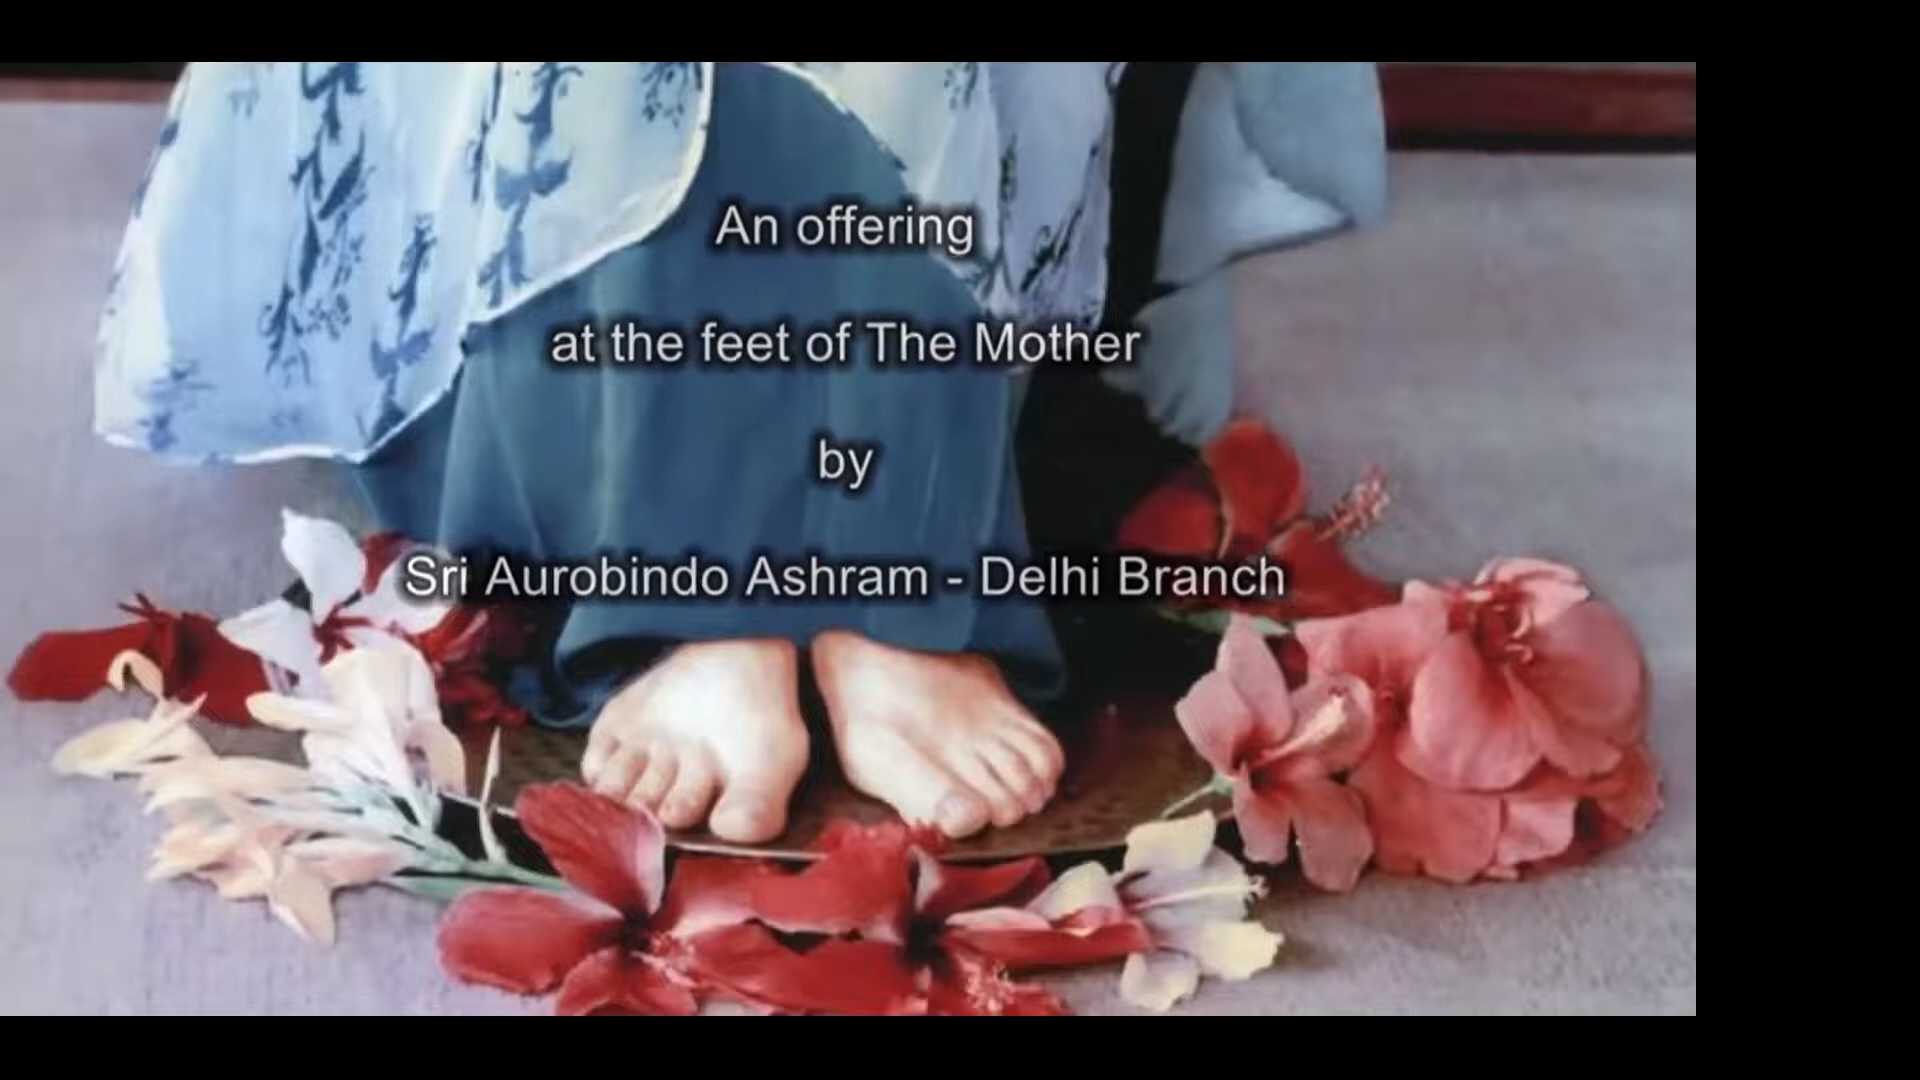 An offering
at the feet of The Mother
by
Sri Aurobindo Ashram - Delhi Branch